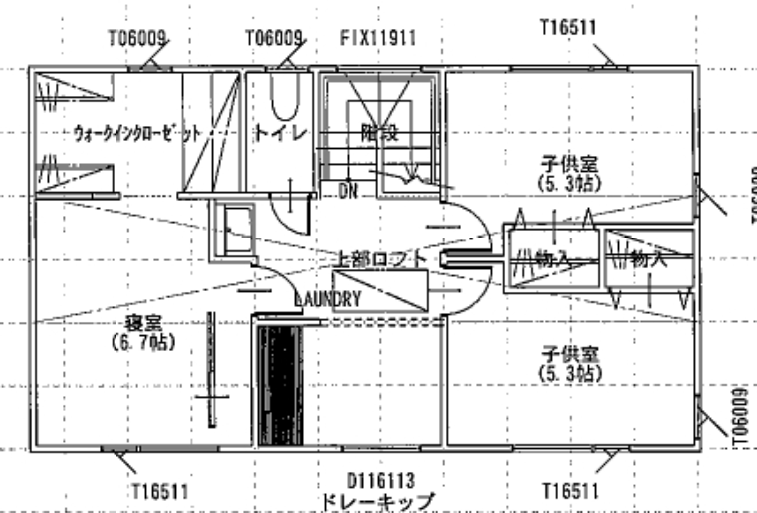 T06009
T06009
FIX11911
T16511
ウォークインクローゼット
トイレ
階段
子供室
(5.3帖)
DN
上部ロフト
物入
物入
LAUNDRY
寝室
(6.7帖)
子供室
(5.3帖)
T06009
T16511
D116113
ドレーキップ
T16511